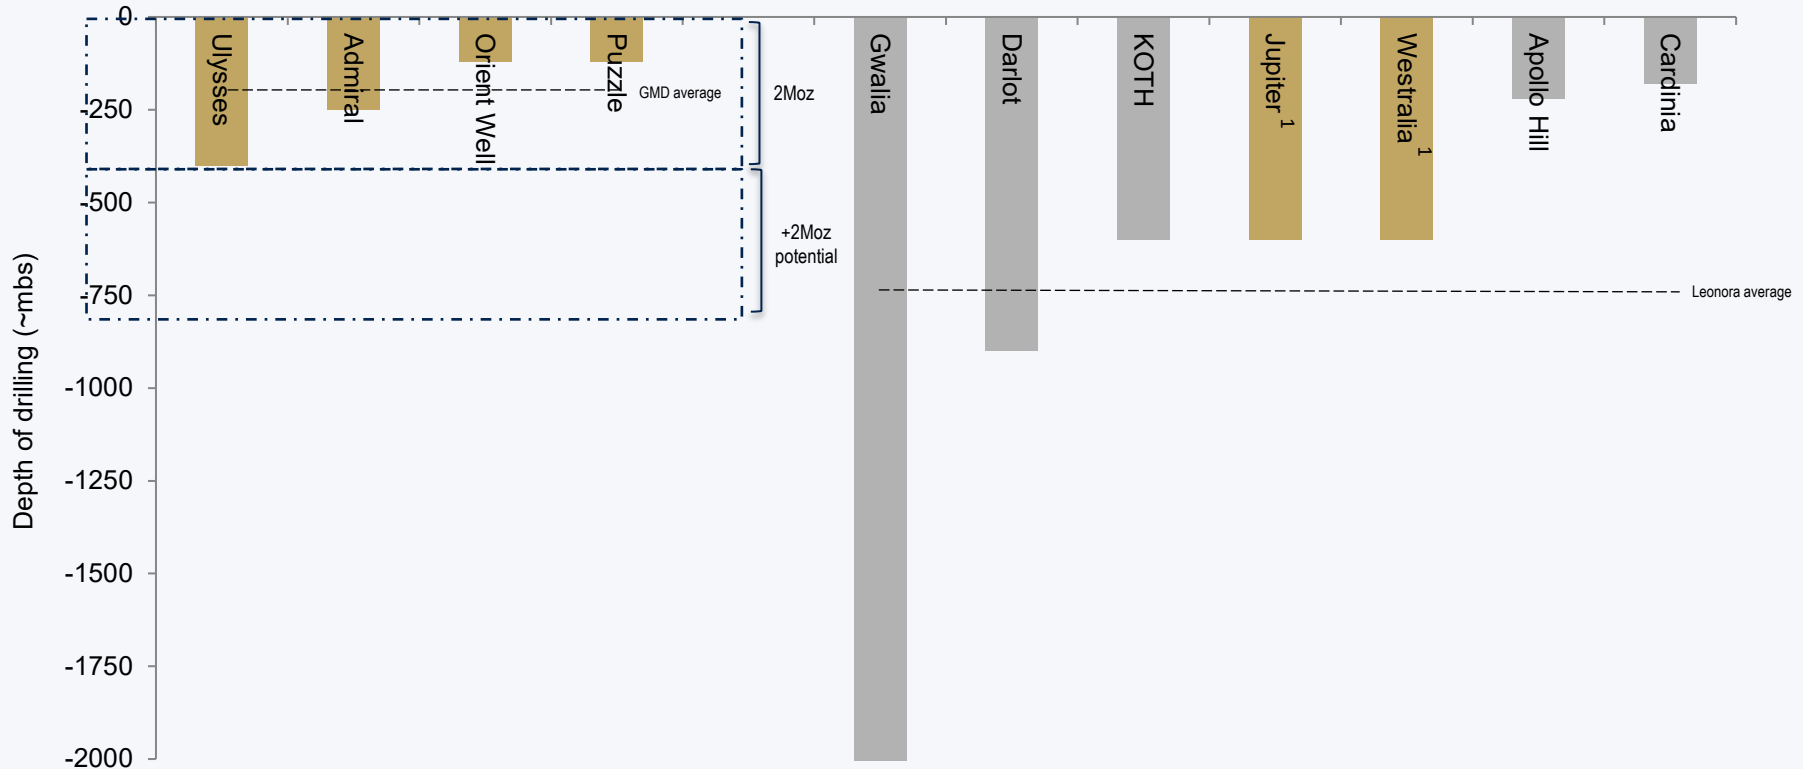 0
-250
-500
-750
-1000
-1250
-1500
-1750
-2000
Depth of drilling (~mbs)
Ulysses
Admiral
Orient Well
Puzzle
GMD average
2Moz
+2Moz
potential
Gwalia
Darlot
KOTH
Jupiter 1
Westralia 1
Apollo Hill
Cardinia
Leonora average